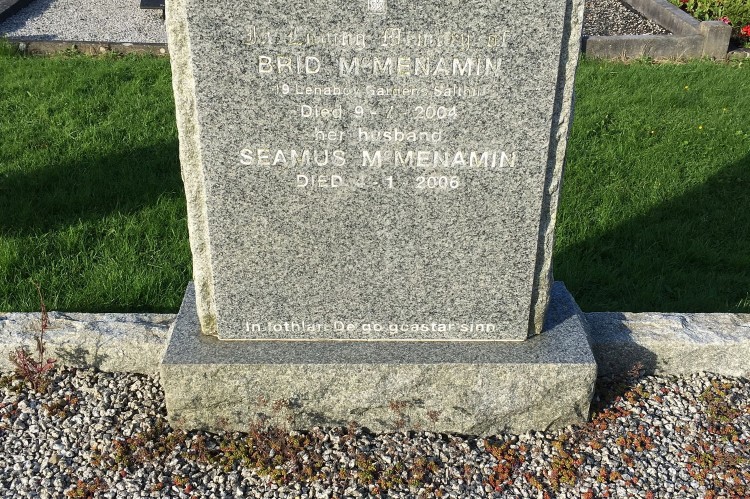 In Loving Memory of
BRID McMENAMIN
19 Lenaboy Gardens Salthill
Died 9 - 7 - 2004
her husband
SEAMUS McMENAMIN
DIED - 1 - 2006
In Iothlan De go gcastar sinn